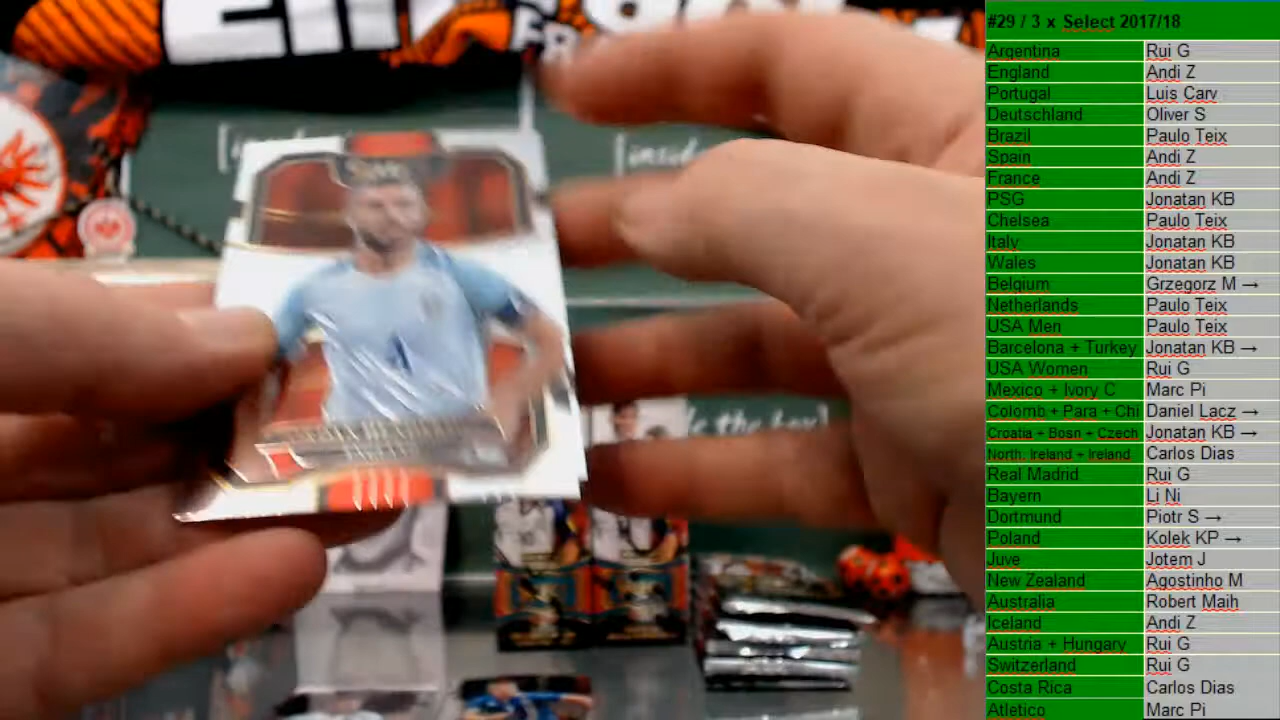 #29 / 3 x Select 2017/18
Argentina Rui G
England Andi Z
Portugal Luis Carv
Deutschland Oliver S
Brazil Paulo Teix
Spain Andi Z
France Andi Z
PSG Jonatan KB
Chelsea Paulo Teix
Italy Jonatan KB
Wales Jonatan KB
Belgium Grzegorz M →
Netherlands Paulo Teix
USA Men Paulo Teix
Barcelona + Turkey Jonatan KB →
USA Women Rui G
Mexico + Ivory C Marc Pi
Colomb + Para + Chi Daniel Lacz →
Croatia + Bosn + Czech Jonatan KB →
North. Ireland + Ireland Carlos Dias
Real Madrid Rui G
Bayern Li Ni
Dortmund Piotr S →
Poland Kolek KP →
Juve Jotem J
New Zealand Agostinho M
Australia Robert Maih
Iceland Andi Z
Austria + Hungary Rui G
Switzerland Rui G
Costa Rica Carlos Dias
Atletico Marc Pi
FR
[inside
the box]